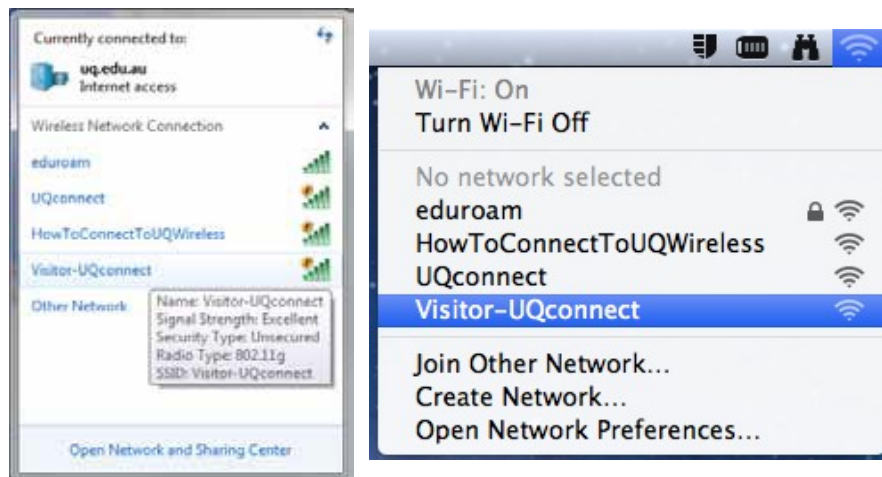 Currently connected to:
uq.edu.au
Internet access
Wireless Network Connection
eduroam
UQconnect
HowToConnectToUQWireless
Visitor-UQconnect
Other Network
Name: Visitor-UQconnect
Signal Strength: Excellent
Security Type: Unsecured
Radio Type: 802.11g
SSID: Visitor-UQconnect
Open Network and Sharing Center
Wi-Fi: On
Turn Wi-Fi Off
No network selected
eduroam
HowToConnectToUQWireless
UQconnect
Visitor-UQconnect
Join Other Network...
Create Network...
Open Network Preferences...